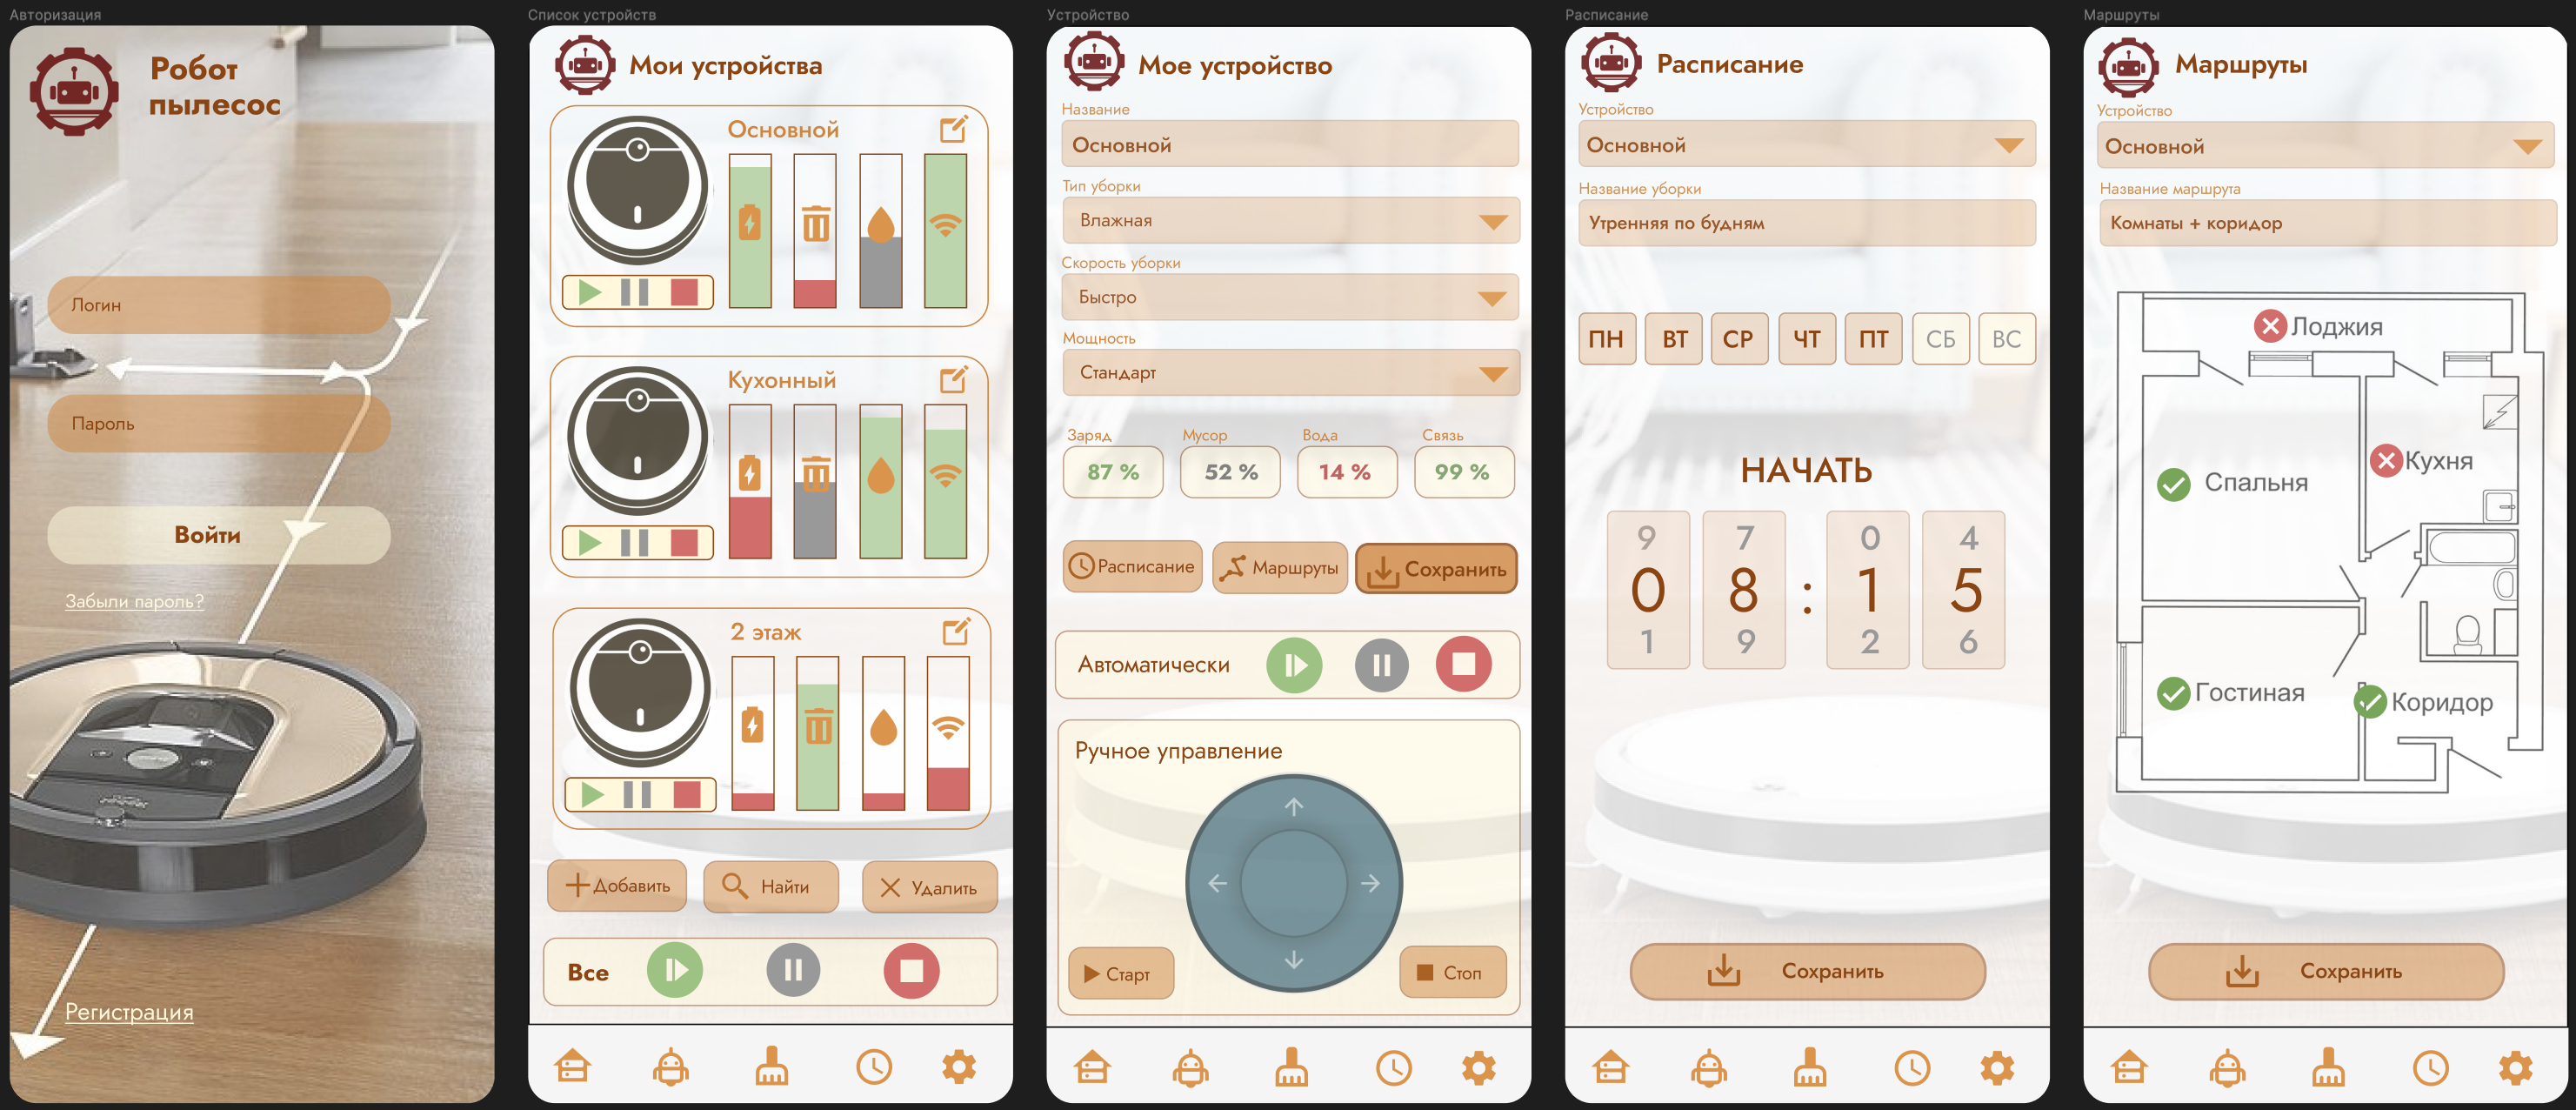 Авторизация
Робот
пылесос
Логин
Пароль
Войти
Забыли пароль?
Регистрация
Список устройств
Мои устройства
Основной
Кухонный
2 этаж
Добавить
Найти
Удалить
Все
Устройство
Мое устройство
Название
Основной
Тип уборки
Влажная
Скорость уборки
Быстро
Мощность
Стандарт
Заряд Мусор Вода Связь
87 % 52 % 14 % 99 %
Расписание Маршруты Сохранить
Автоматически
Ручное управление
Старт
Стоп
Расписание
Расписание
Устройство
Основной
Название уборки
Утренняя по будням
ПН ВТ СР ЧТ ПТ СБ ВС
НАЧАТЬ
9 7 0 4
0 8 : 1 5
1 9 2 6
Сохранить
Маршруты
Маршруты
Устройство
Основной
Название маршрута
Комнаты + коридор
Лоджия
Кухня
Спальня
Гостиная
Коридор
Сохранить